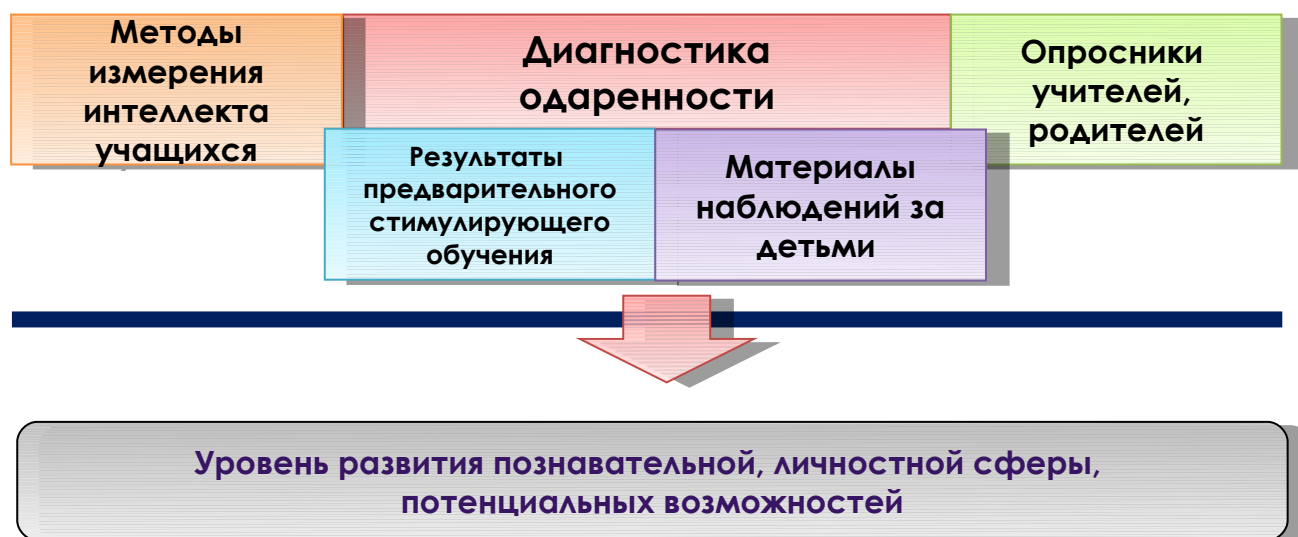 Методы
измерения
интеллекта
учащихся
Диагностика
одаренности
Опросники
учителей,
родителей
Результаты
предварительного
стимулирующего
обучения
Материалы
наблюдений за
детьми
Уровень развития познавательной, личностной сферы,
потенциальных возможностей